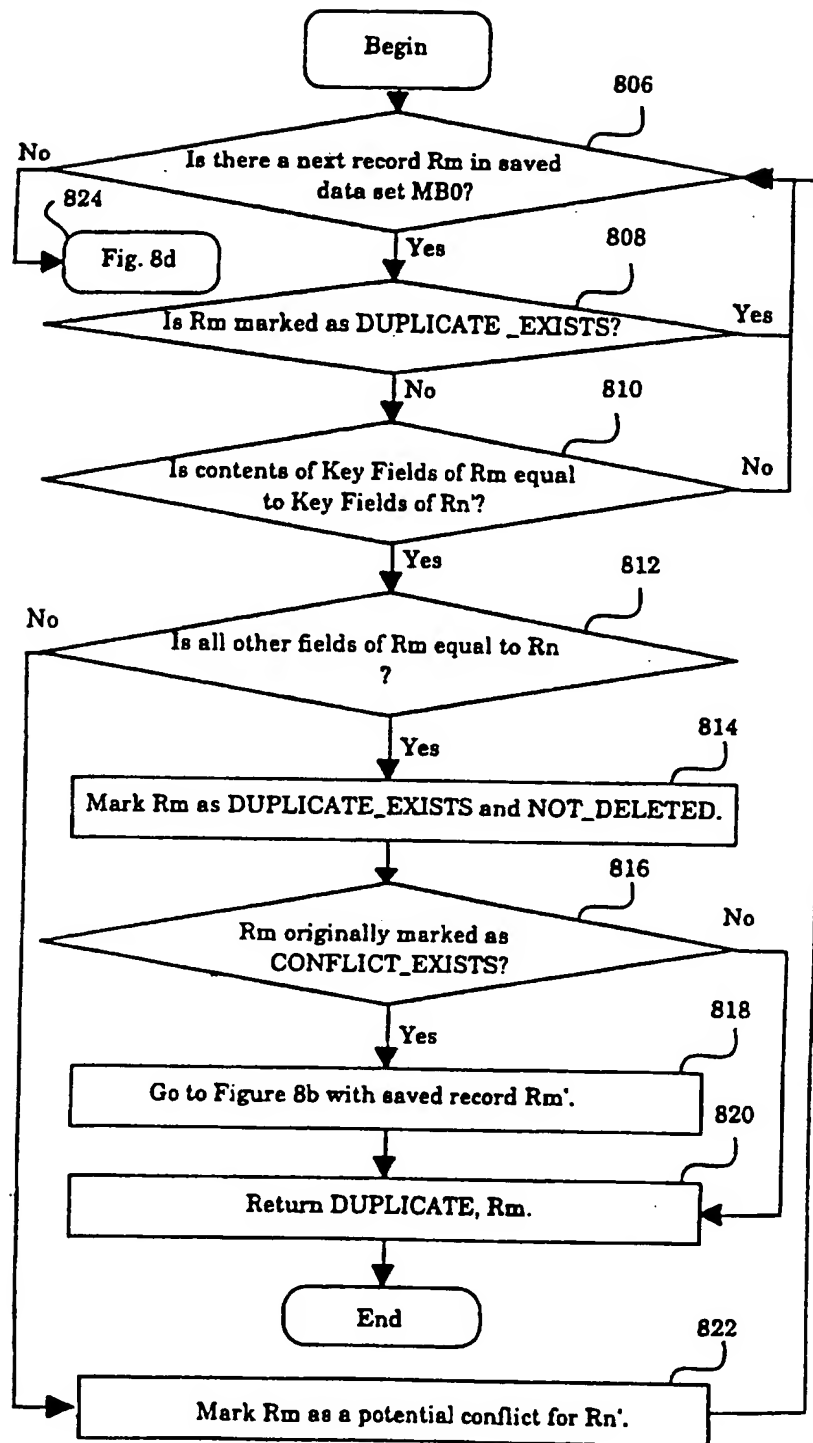 Begin
806
No
Is there a next record Rm in saved
data set MB0?
824
Fig. 8d
Yes
808
Is Rm marked as DUPLICATE_EXISTS?
Yes
No
810
Is contents of Key Fields of Rm equal
to Key Fields of Rn'?
No
Yes
812
No
Is all other fields of Rm equal to Rn
?
Yes
814
Mark Rm as DUPLICATE_EXISTS and NOT_DELETED.
816
Rm originally marked as
CONFLICT_EXISTS?
No
Yes
818
Go to Figure 8b with saved record Rm'.
820
Return DUPLICATE, Rm.
End
822
Mark Rm as a potential conflict for Rn'.